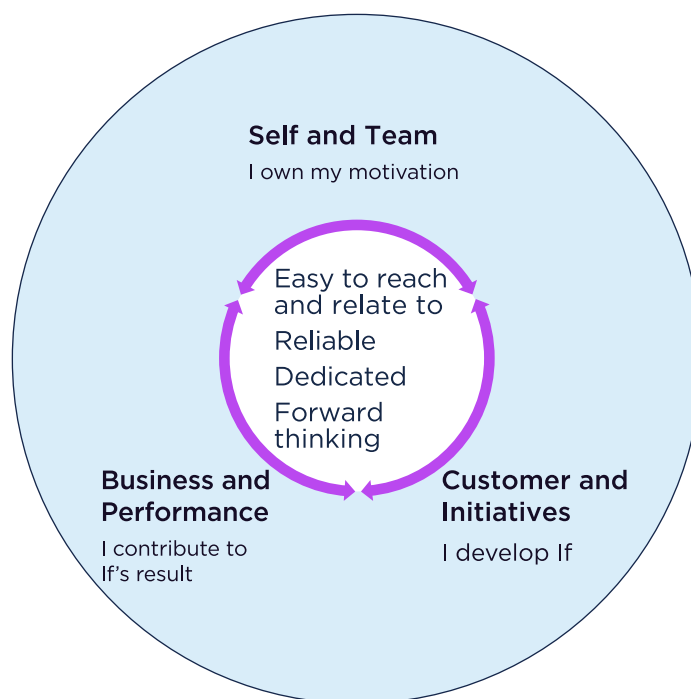 Self and Team
I own my motivation
Easy to reach
and relate to
Reliable
Dedicated
Forward
thinking
Business and
Performance
I contribute to
If's result
Customer and
Initiatives
I develop If